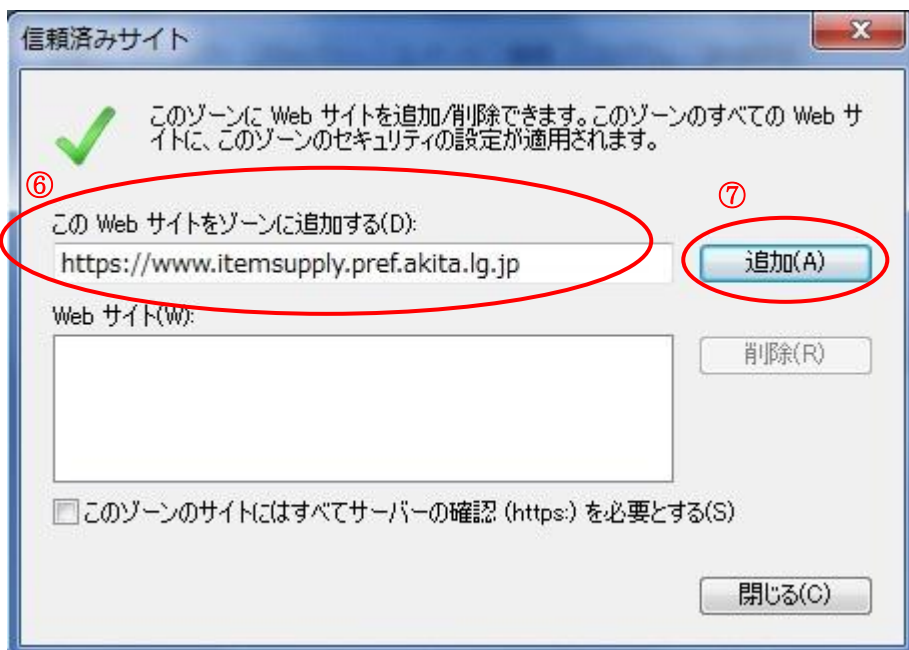 信頼済みサイト
このゾーンに Web サイトを追加/削除できます。このゾーンのすべての Web サ
イトに、このゾーンのセキュリティの設定が適用されます。
⑥
⑦
この Web サイトをゾーンに追加する(D):
https://www.itemsupply.pref.akita.lg.jp
追加(A)
Web サイト(W):
削除(R)
このゾーンのサイトにはすべてサーバーの確認 (https:) を必要とする(S)
閉じる(C)